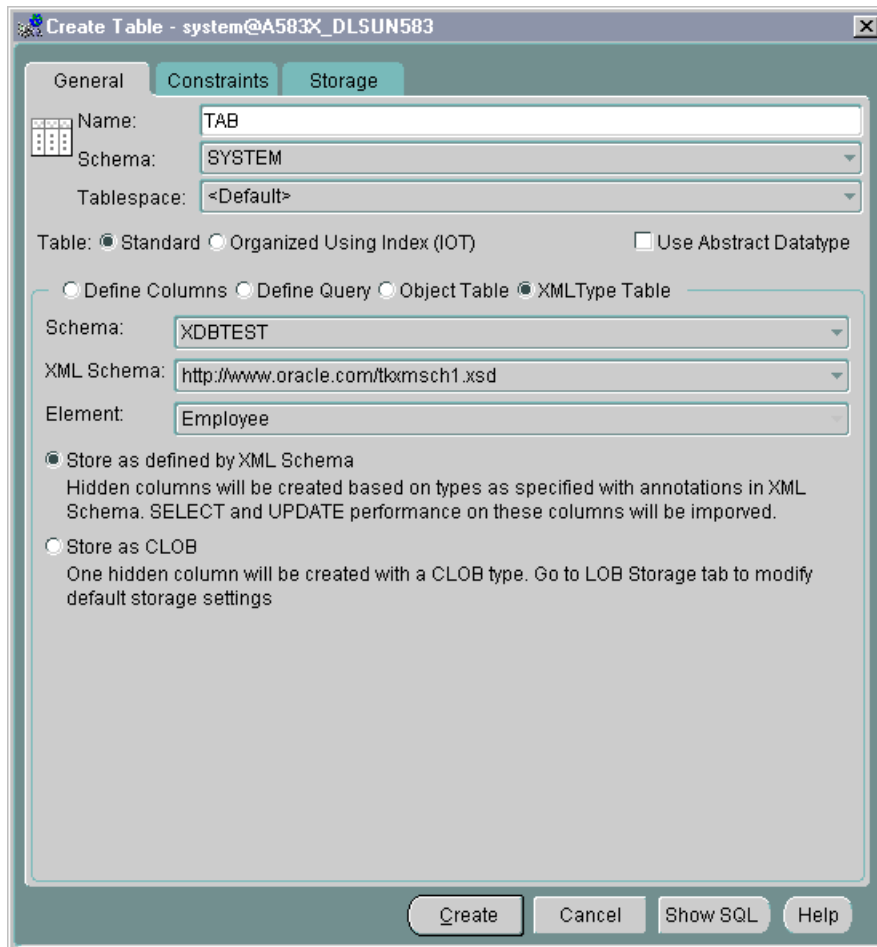 Create Table - system@A583X_DLSUN583
General Constraints Storage
Name: TAB
Schema: SYSTEM
Tablespace: <Default>
Table: Standard Organized Using Index (IOT) Use Abstract Datatype
Define Columns Define Query Object Table XMLType Table
Schema: XDBTEST
XML Schema: http://www.oracle.com/tkxmsch1.xsd
Element: Employee
Store as defined by XML Schema
Hidden columns will be created based on types as specified with annotations in XML
Schema. SELECT and UPDATE performance on these columns will be imporved.
Store as CLOB
One hidden column will be created with a CLOB type. Go to LOB Storage tab to modify
default storage settings
Create Cancel Show SQL Help